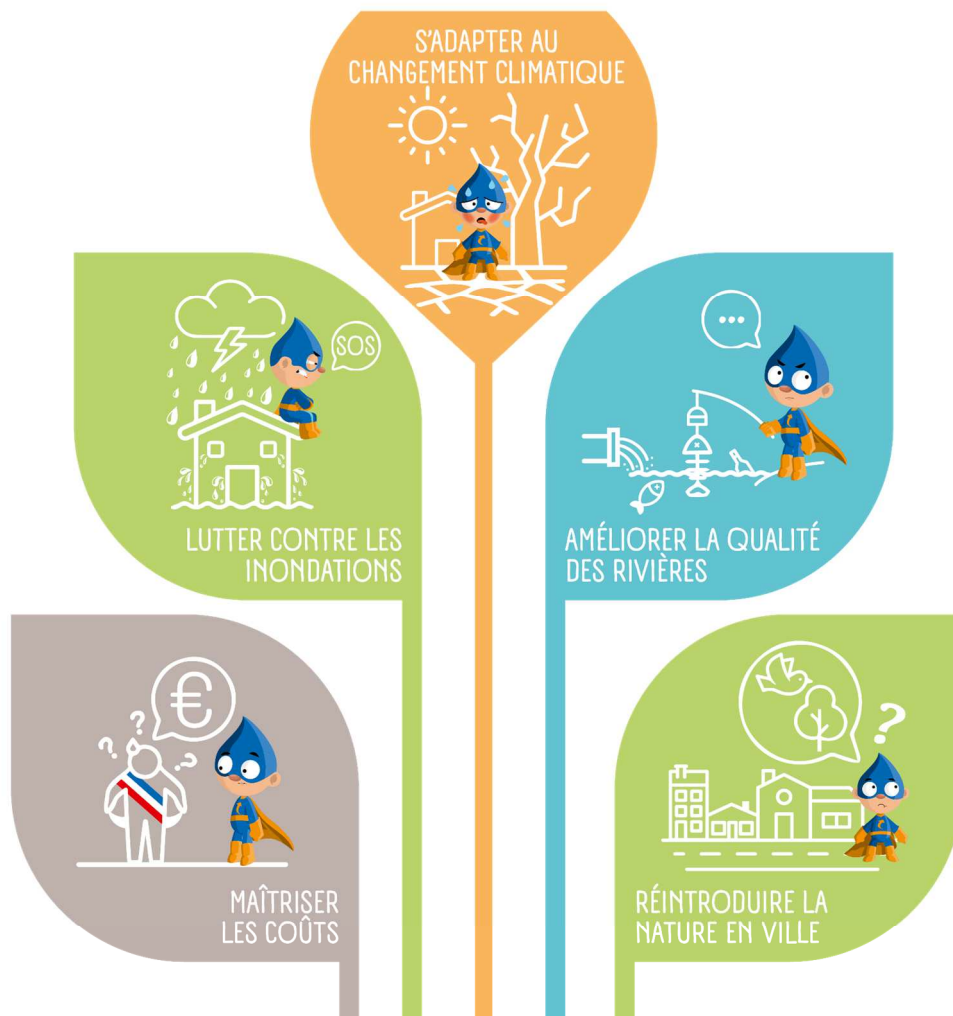 S'ADAPTER AU
CHANGEMENT CLIMATIQUE
SOS
LUTTER CONTRE LES
INONDATIONS
...
AMÉLIORER LA QUALITÉ
DES RIVIÈRES
€
? ? ?
MAÎTRISER
LES COÛTS
?
RÉINTRODUIRE LA
NATURE EN VILLE